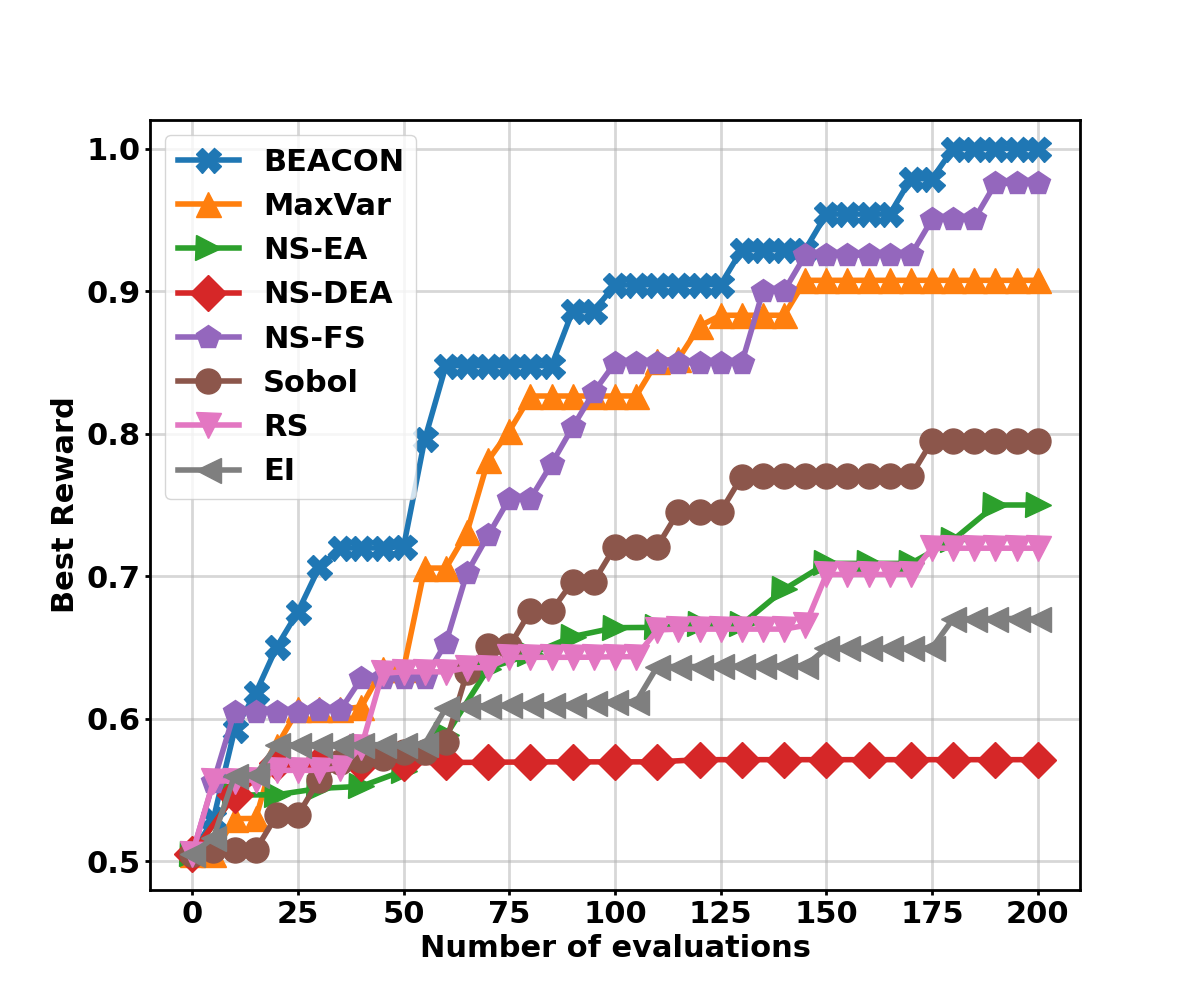 1.0
0.9
0.8
0.7
0.6
0.5
Best Reward
BEACON
MaxVar
NS-EA
NS-DEA
NS-FS
Sobol
RS
EI
0 25 50 75 100 125 150 175 200
Number of evaluations